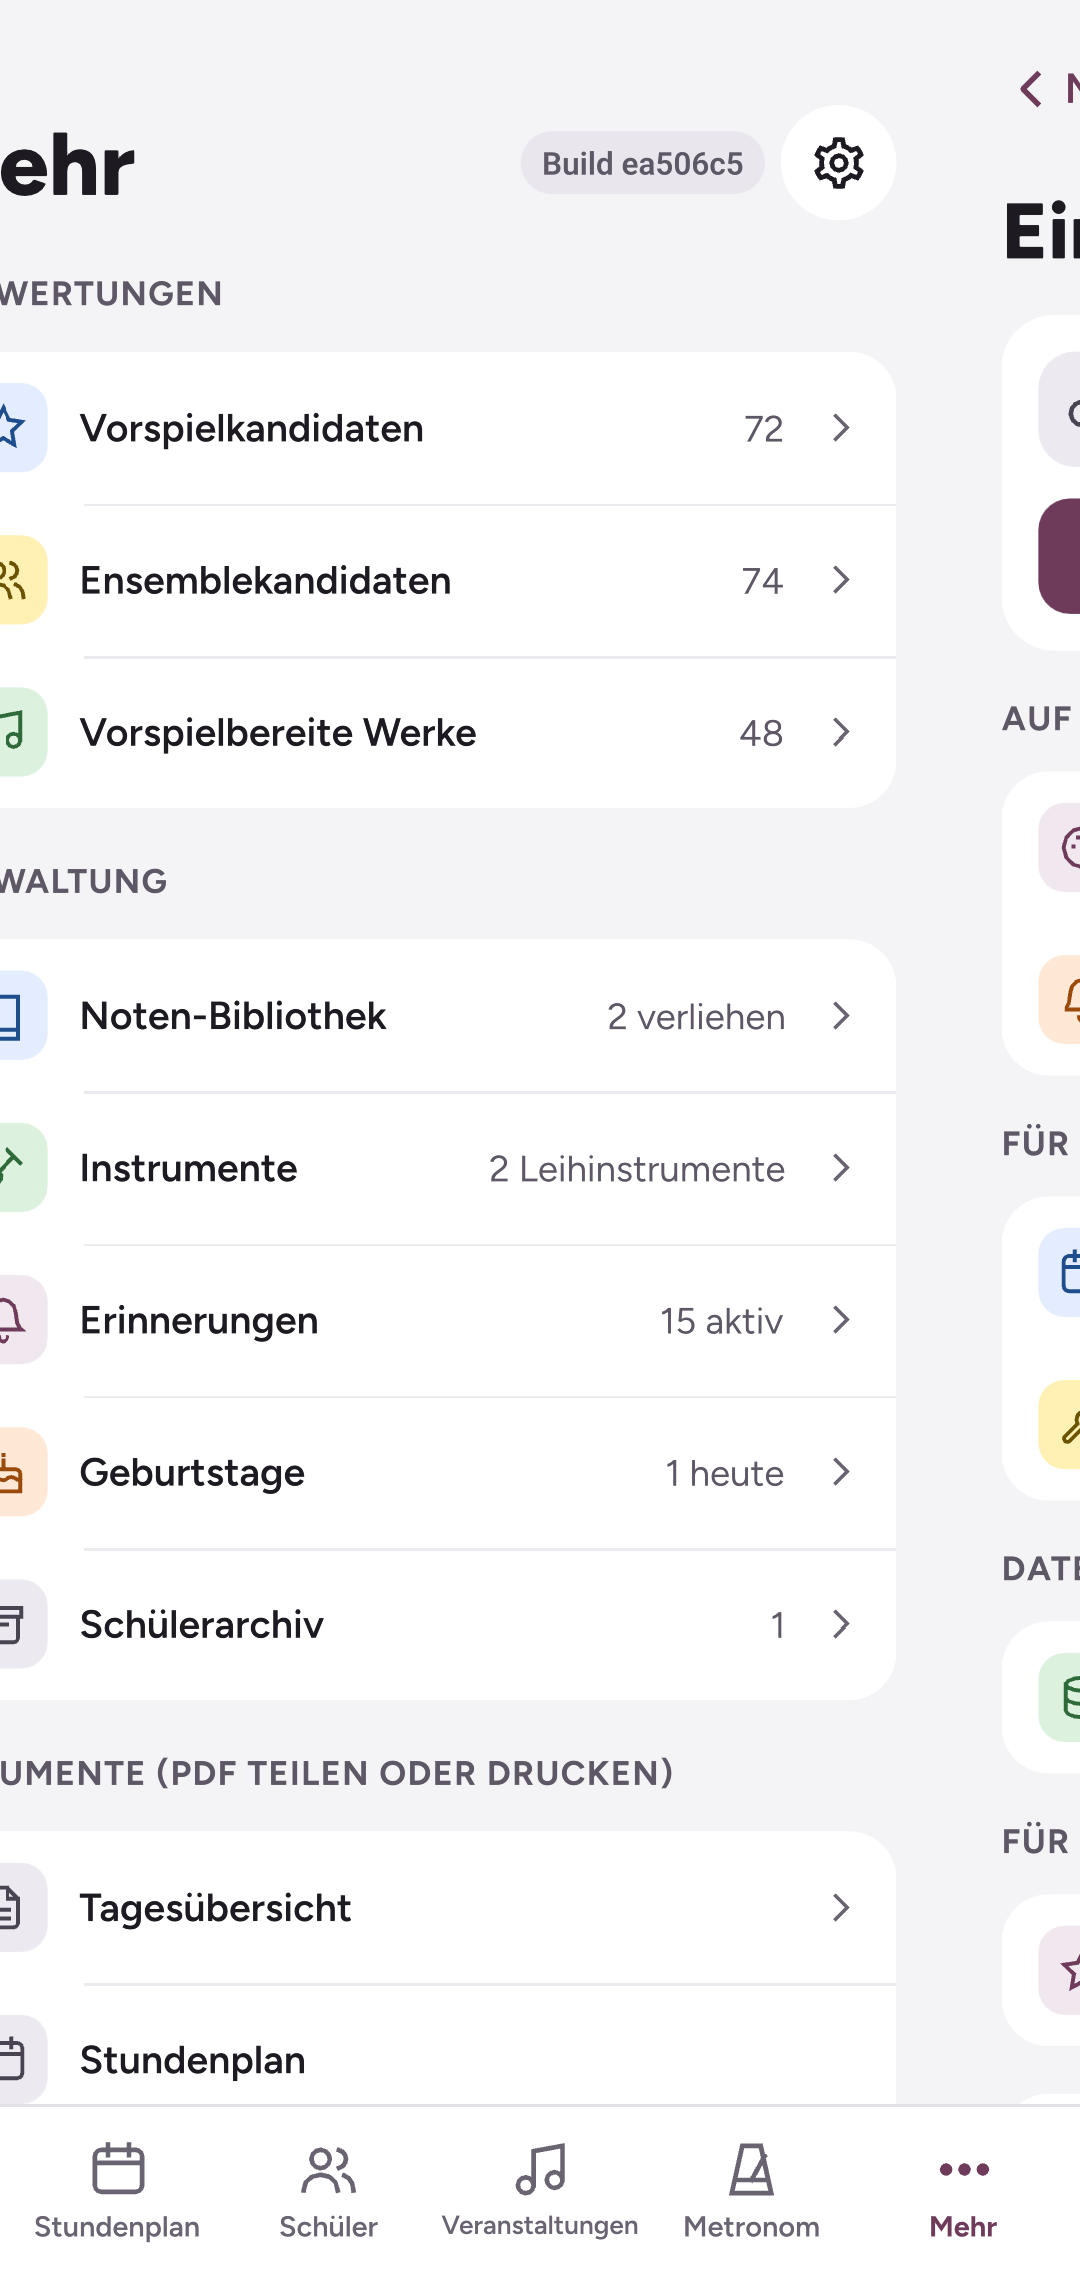 ehr
Build ea506c5
WERTUNGEN
Vorspielkandidaten 72
Ensemblekandidaten 74
Vorspielbereite Werke 48
WALTUNG
Noten-Bibliothek 2 verliehen
Instrumente 2 Leihinstrumente
Erinnerungen 15 aktiv
Geburtstage 1 heute
Schülerarchiv 1
UMENTE (PDF TEILEN ODER DRUCKEN)
Tagesübersicht
Stundenplan
Ein
AUF
FÜR
DATE
FÜR
Stundenplan Schüler Veranstaltungen Metronom Mehr